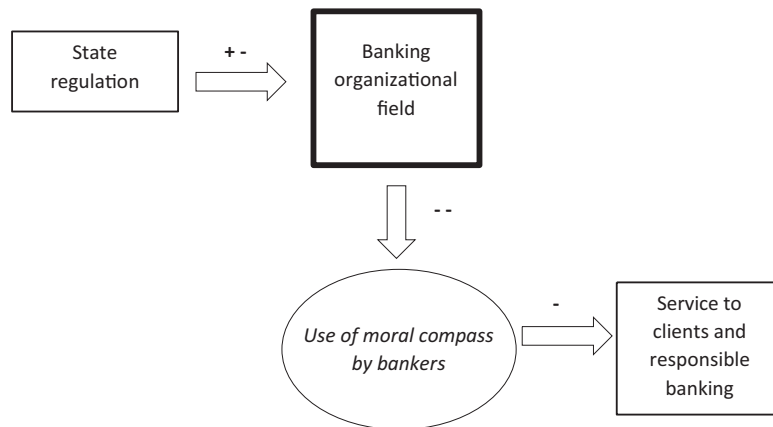 State
regulation
+ -
Banking
organizational
field
- -
Use of moral compass
by bankers
-
Service to
clients and
responsible
banking